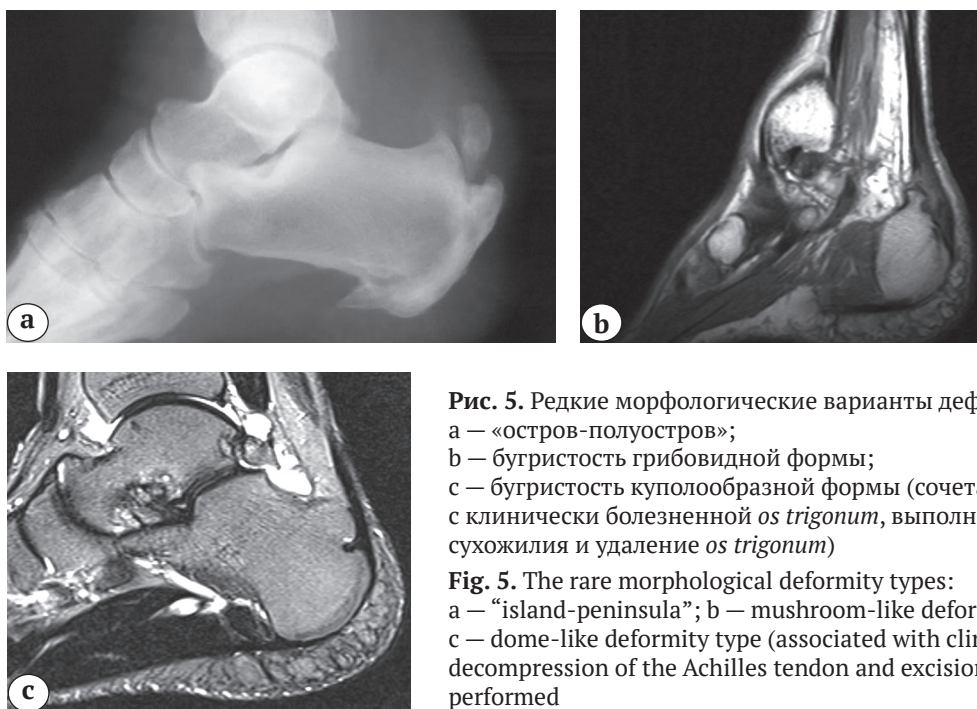 a
b
c
Рис. 5. Редкие морфологические варианты деф
a — «остров-полуостров»;
b — бугристость грибовидной формы;
c — бугристость куполообразной формы (сочета
с клинически болезненной os trigonum, выполн
сухожилия и удаление os trigonum)
Fig. 5. The rare morphological deformity types:
a — “island-peninsula”; b — mushroom-like defor
c — dome-like deformity type (associated with clin
decompression of the Achilles tendon and excision
performed